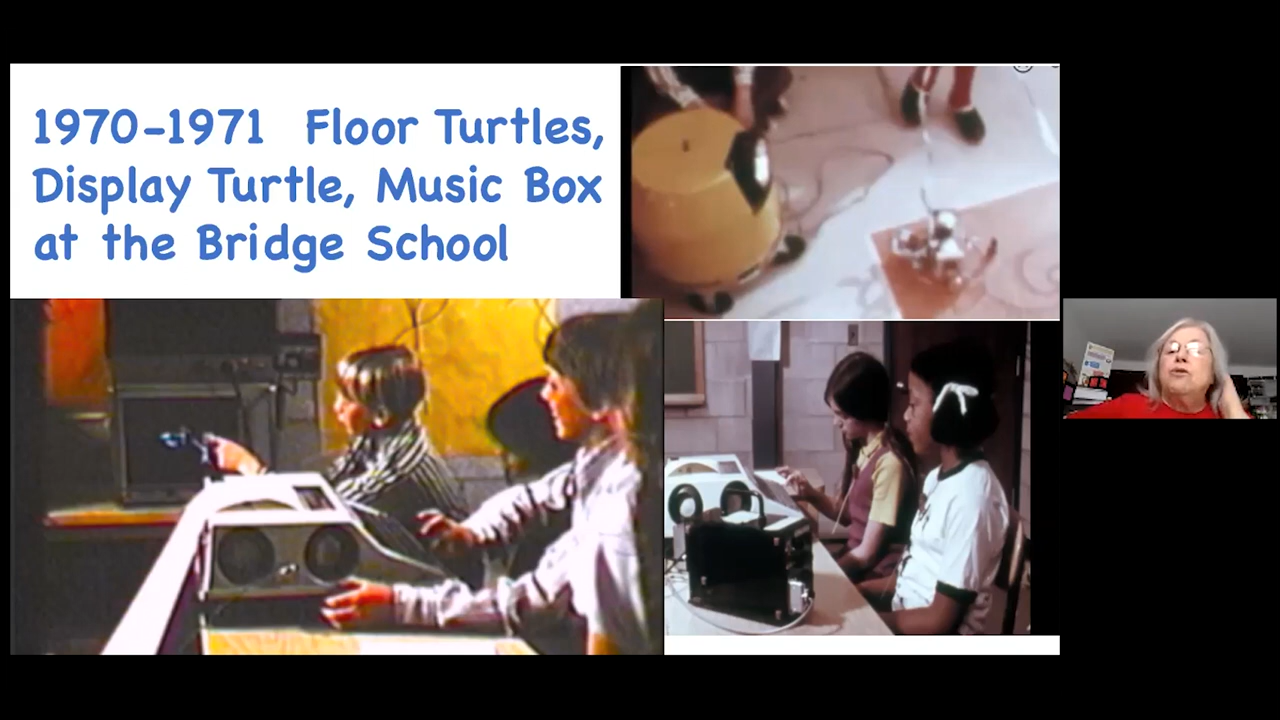 1970-1971 Floor Turtles,
Display Turtle, Music Box
at the Bridge School